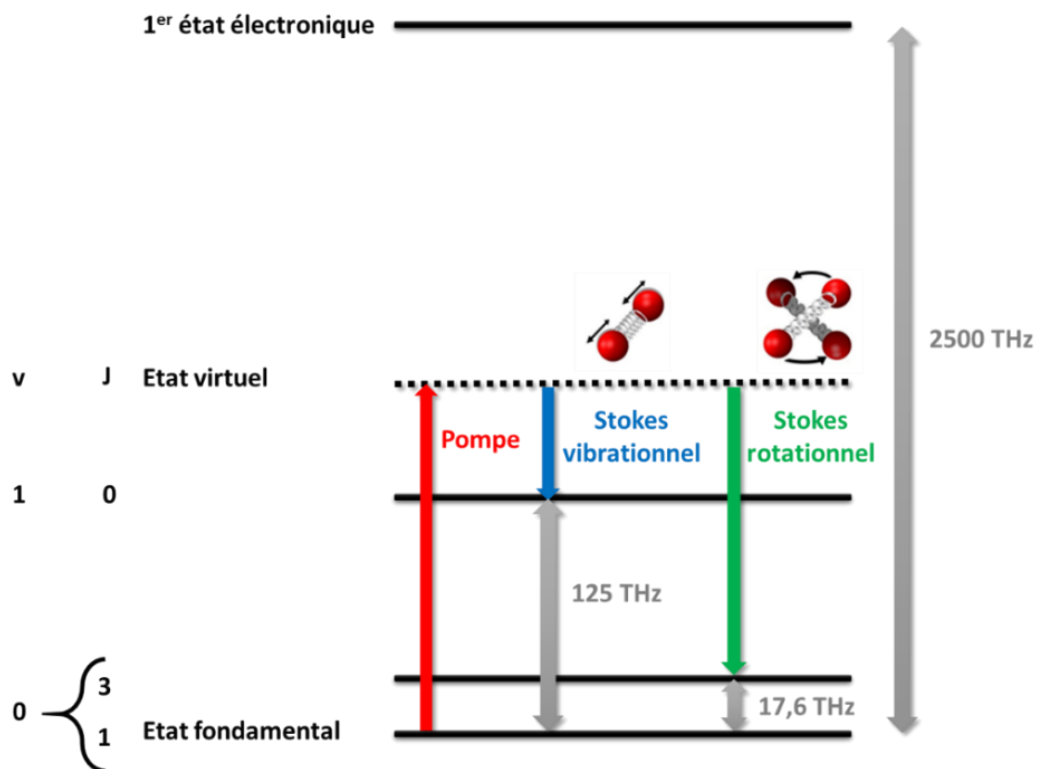 1er état électronique
2500 THz
v J Etat virtuel
Pompe
Stokes
vibrationnel
Stokes
rotationnel
1 0
125 THz
3
17,6 THz
0
1 Etat fondamental